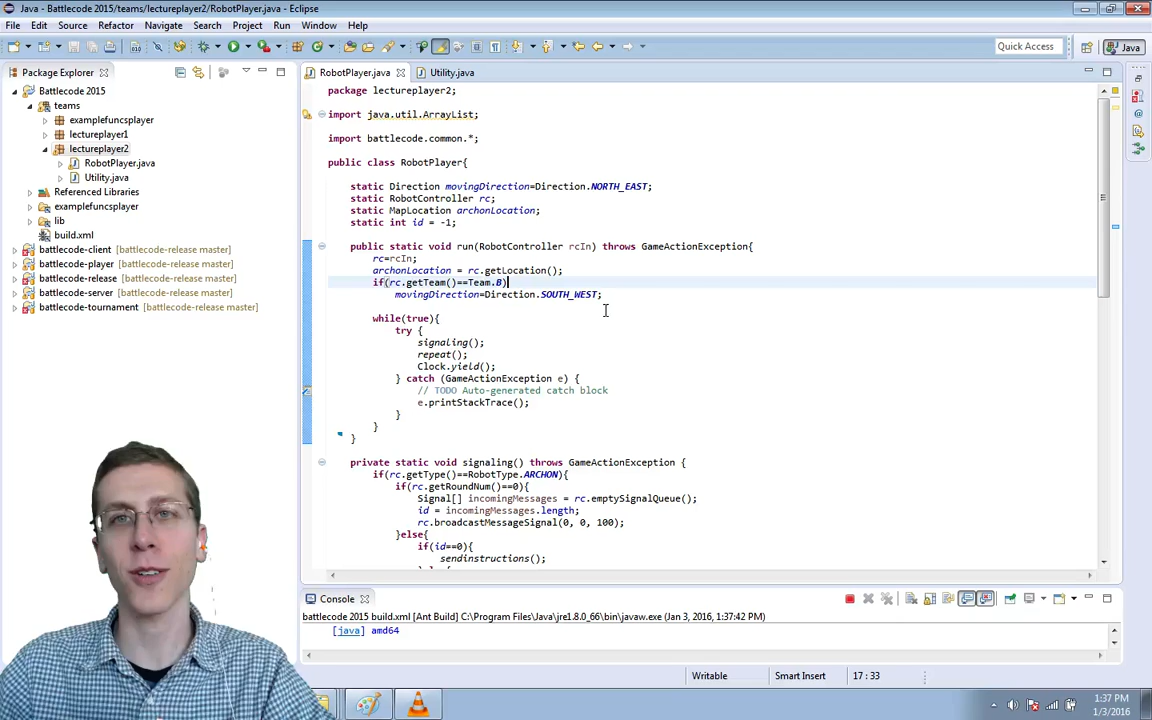 Java - Battlecode 2015/teams/lectureplayer2/RobotPlayer.java - Eclipse
File Edit Source Refactor Navigate Search Project Run Window Help
Quick Access
Java
Package Explorer
RobotPlayer.java
Utility.java
Battlecode 2015
teams
examplefuncsplayer
lectureplayer1
lectureplayer2
RobotPlayer.java
Utility.java
Referenced Libraries
examplefuncsplayer
lib
build.xml
battlecode-client [battlecode-release master]
battlecode-player [battlecode-release master]
battlecode-release [battlecode-release master]
battlecode-server [battlecode-release master]
battlecode-tournament [battlecode-release master]
package lectureplayer2;
import java.util.ArrayList;
import battlecode.common.*;
public class RobotPlayer{
static Direction movingDirection=Direction.NORTH_EAST;
static RobotController rc;
static MapLocation archonLocation;
static int id = -1;
public static void run(RobotController rcIn) throws GameActionException{
rc=rcIn;
archonLocation = rc.getLocation();
if(rc.getTeam()==Team.B)
movingDirection=Direction.SOUTH_WEST;
while(true){
try {
signaling();
repeat();
Clock.yield();
} catch (GameActionException e) {
// TODO Auto-generated catch block
e.printStackTrace();
}
}
}
private static void signaling() throws GameActionException {
if(rc.getType()==RobotType.ARCHON){
if(rc.getRoundNum()==0){
Signal[] incomingMessages = rc.emptySignalQueue();
id = incomingMessages.length;
rc.broadcastMessageSignal(0, 0, 100);
}else{
if(id==0){
sendinstructions();
Console
battlecode 2015 build.xml [Ant Build] C:\Program Files\Java\jre1.8.0_66\bin\javaw.exe (Jan 3, 2016, 1:37:42 PM)
[java] amd64
Writable
Smart Insert
17 : 33
1:37 PM
1/3/2016